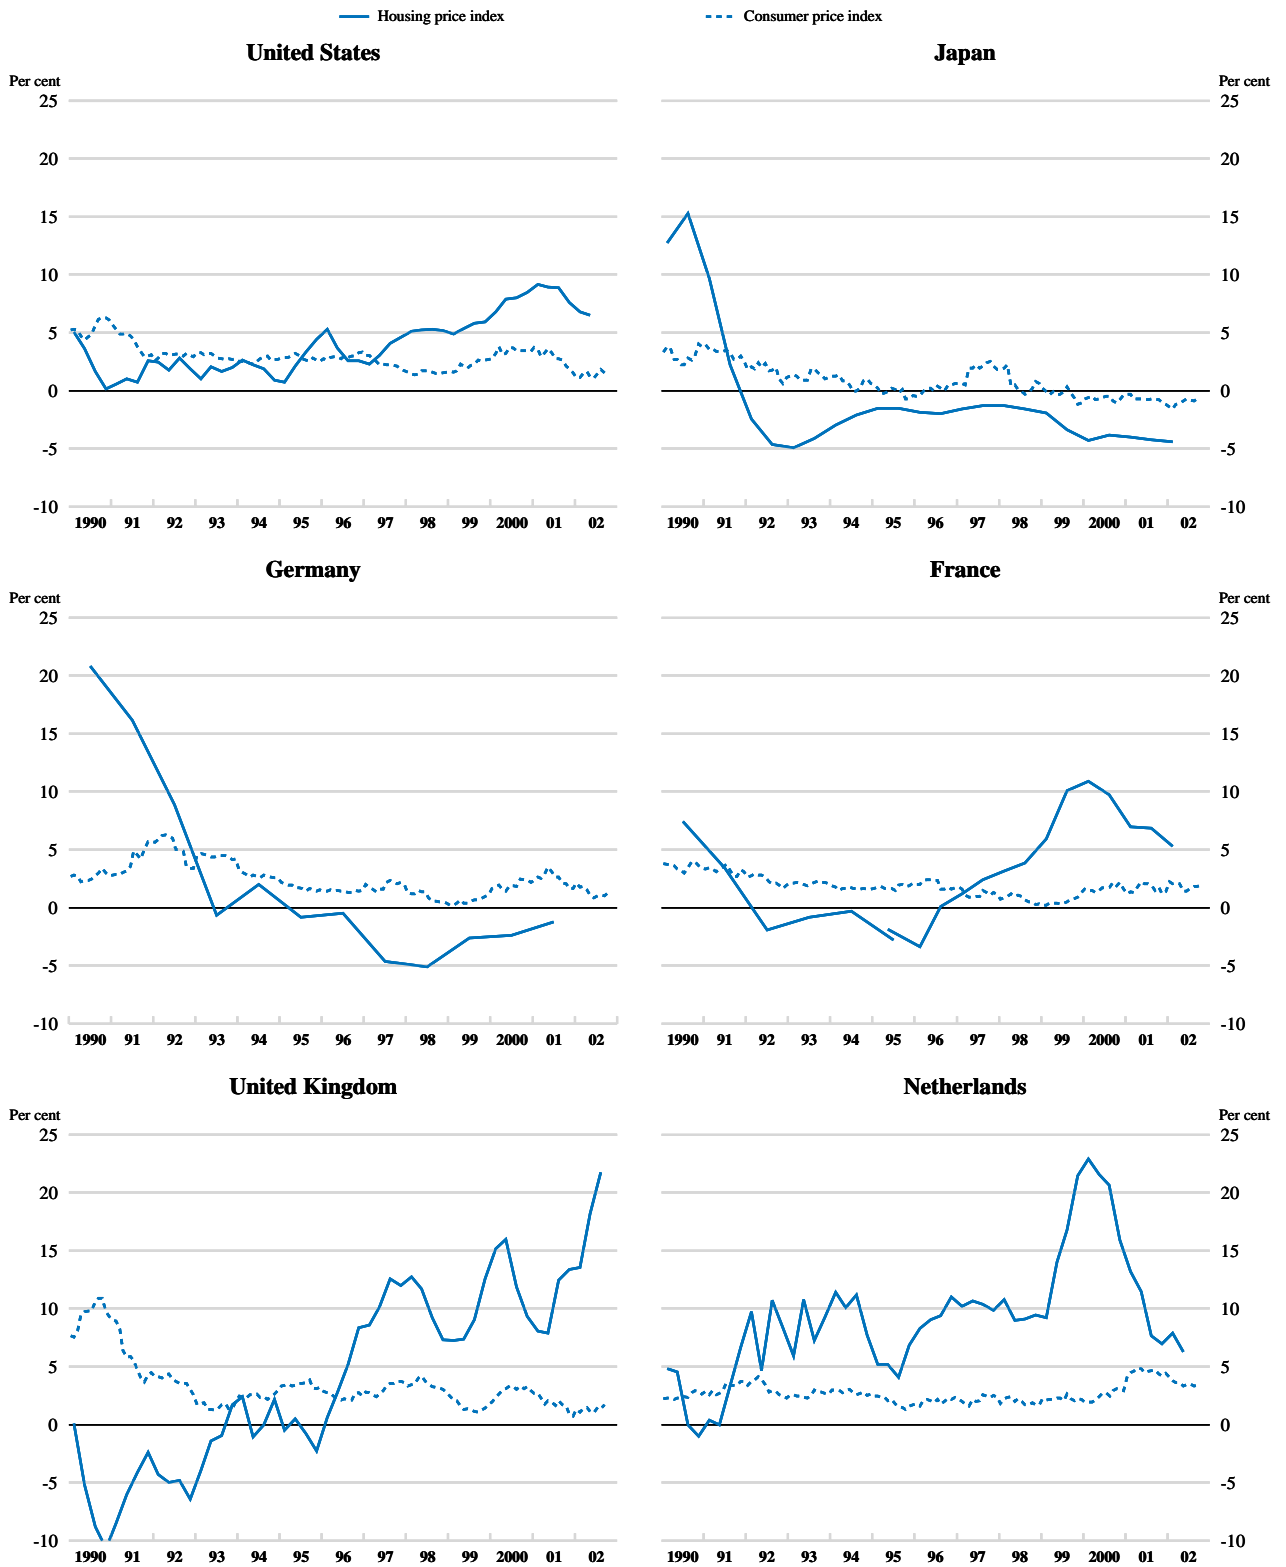 Housing price index Consumer price index
United States Japan
Per cent Per cent
25 25
20 20
15 15
10 10
5 5
0 0
-5 -5
-10 -10
1990 91 92 93 94 95 96 97 98 99 2000 01 02 1990 91 92 93 94 95 96 97 98 99 2000 01 02
Germany France
Per cent Per cent
25 25
20 20
15 15
10 10
5 5
0 0
-5 -5
-10 -10
1990 91 92 93 94 95 96 97 98 99 2000 01 02 1990 91 92 93 94 95 96 97 98 99 2000 01 02
United Kingdom Netherlands
Per cent Per cent
25 25
20 20
15 15
10 10
5 5
0 0
-5 -5
-10 -10
1990 91 92 93 94 95 96 97 98 99 2000 01 02 1990 91 92 93 94 95 96 97 98 99 2000 01 02